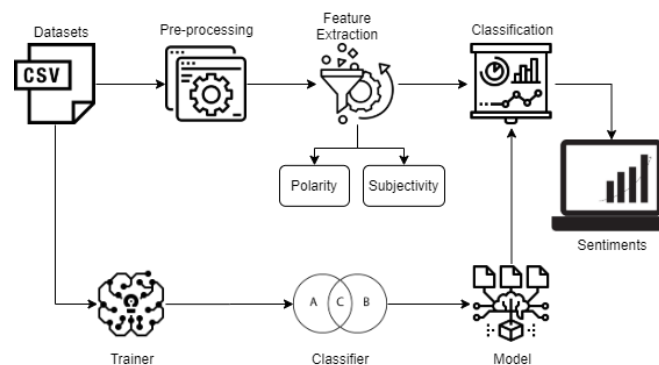 Datasets
Pre-processing
Feature
Extraction
Classification
CSV
Polarity
Subjectivity
Sentiments
A
C
B
Trainer
Classifier
Model